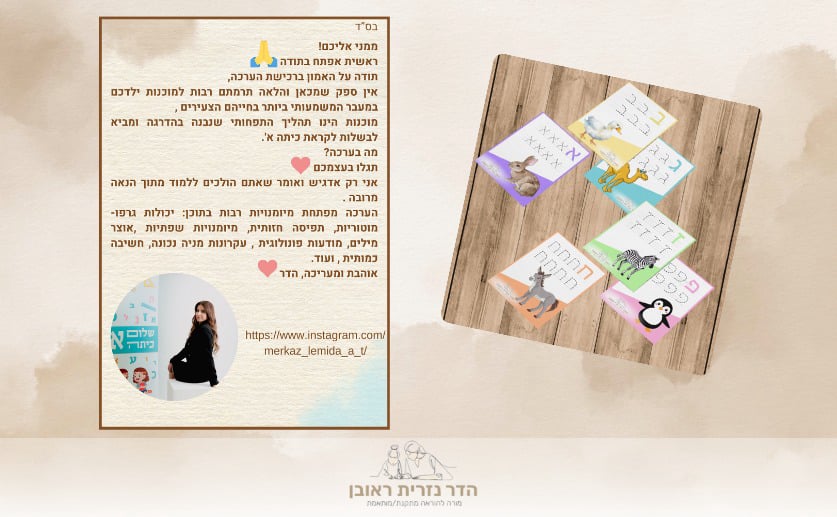 בס"ד
ממני אליכם!
ראשית אפתח בתודה
תודה על האמון ברכישת הערכה,
אין ספק שמכאן והלאה תרמתם רבות למוכנות ילדכם
במעבר המשמעותי ביותר בחייהם הצעירים ,
מוכנות הינו תהליך התפתחותי שנבנה בהדרגה ומביא
לבשלות לקראת כיתה א'.
מה בערכה?
תגלו בעצמכם
אני רק אדגיש ואומר שאתם הולכים ללמוד מתוך הנאה
מרובה .
הערכה מפתחת מיומנויות רבות בתוכן: יכולות גרפו-
מוטוריות, תפיסה חזותית, מיומנויות שפתיות ,אוצר
מילים, מודעות פונולוגית , עקרונות מניה נכונה, חשיבה
כמותית , ועוד.
אוהבת ומעריכה, הדר
שלום
כיתה א
https://www.instagram.com/
merkaz_lemida_a_t/
ב
ב ב ב
ב ב ב
א
א א א א
א א א א
ג
ג ג ג
ג ג ג
ז
ז ז ז ז
ז ז ז ז
ח
ח ח ח ח
ח ח ח ח
פ
פ פ פ
פ פ פ
הדר נזרית ראובן
מורה להוראה מתקנת/מותאמת